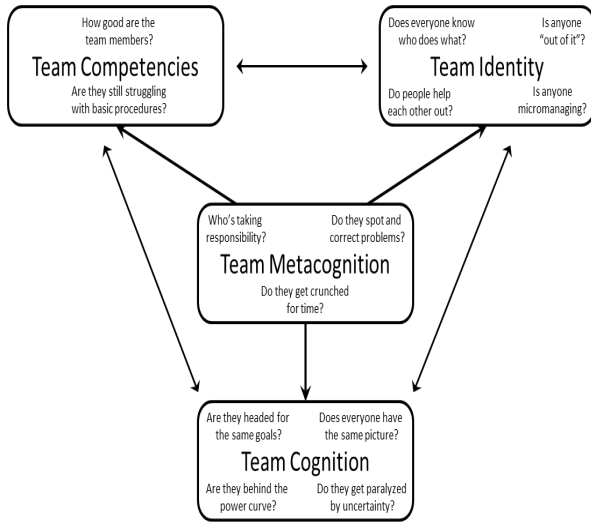 How good are the
team members?
Team Competencies
Are they still struggling
with basic procedures?
Does everyone know
who does what?
Is anyone
“out of it”?
Team Identity
Do people help
each other out?
Is anyone
micromanaging?
Who's taking
responsibility?
Do they spot and
correct problems?
Team Metacognition
Do they get crunched
for time?
Are they headed for
the same goals?
Does everyone have
the same picture?
Team Cognition
Are they behind the
power curve?
Do they get paralyzed
by uncertainty?